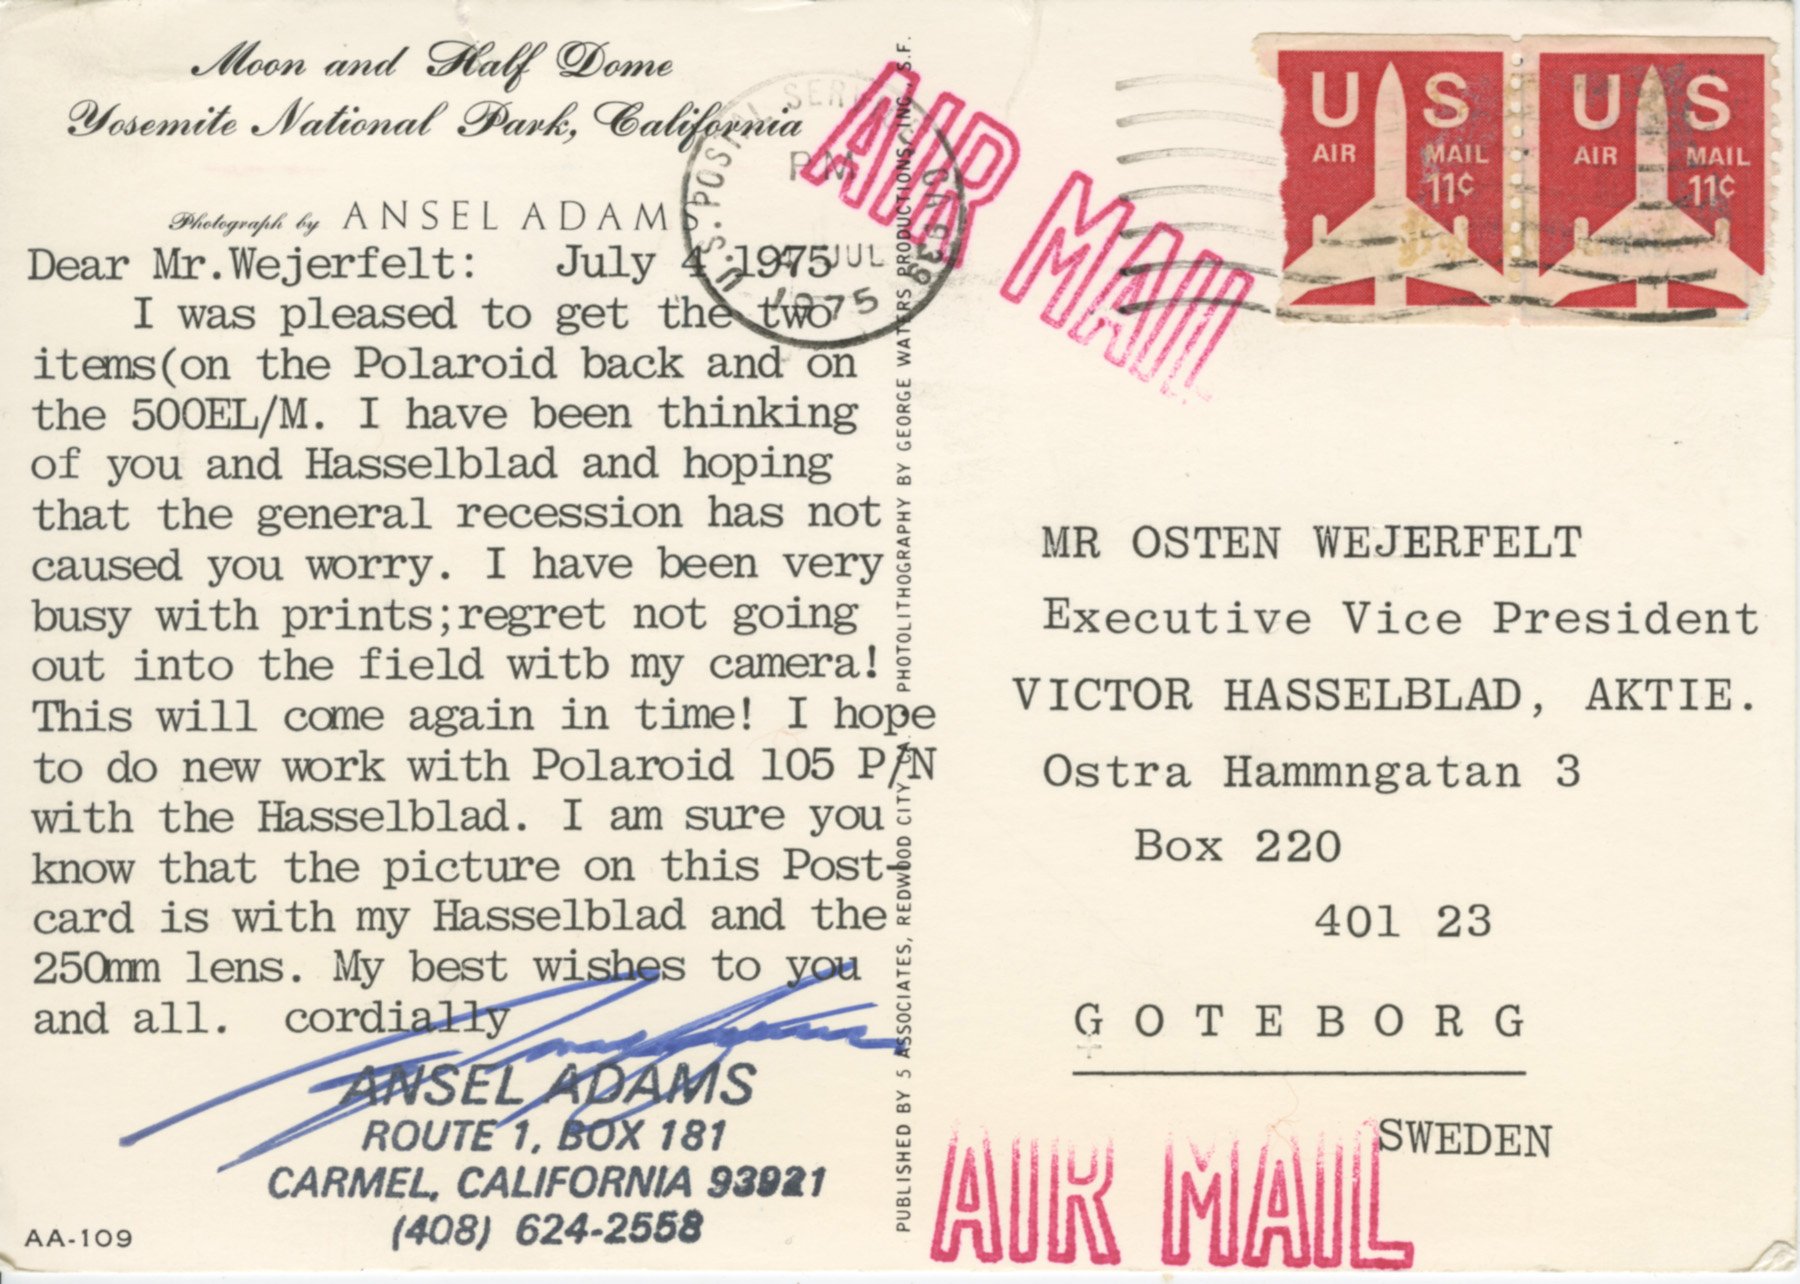 Moon and Half Dome
Yosemite National Park, California
Photograph by ANSEL ADAMS
Dear Mr.Wejerfelt:   July 4 1975
I was pleased to get the two
items(on the Polaroid back and on
the 500EL/M. I have been thinking
of you and Hasselblad and hoping
that the general recession has not
caused you worry. I have been very
busy with prints;regret not going
out into the field witb my camera!
This will come again in time! I hope
to do new work with Polaroid 105 P/N
with the Hasselblad. I am sure you
know that the picture on this Post-
card is with my Hasselblad and the
250mm lens. My best wishes to you
and all.   cordially
ANSEL ADAMS
ROUTE 1, BOX 181
CARMEL, CALIFORNIA 93921
(408) 624-2558
AA-109
PUBLISHED BY 5 ASSOCIATES, REDWOOD CITY, CA. PHOTOLITHOGRAPHY BY GEORGE WATERS PRODUCTIONS, INC., S.F.
U.S. POSTAL SERVICE CA 939
PM
4 JUL
1975
AIR MAIL
US
AIR MAIL
11¢
US
AIR MAIL
11¢
MR OSTEN WEJERFELT
Executive Vice President
VICTOR HASSELBLAD, AKTIE.
Ostra Hammngatan 3
Box 220
401 23
GOTEBORG
SWEDEN
AIR MAIL